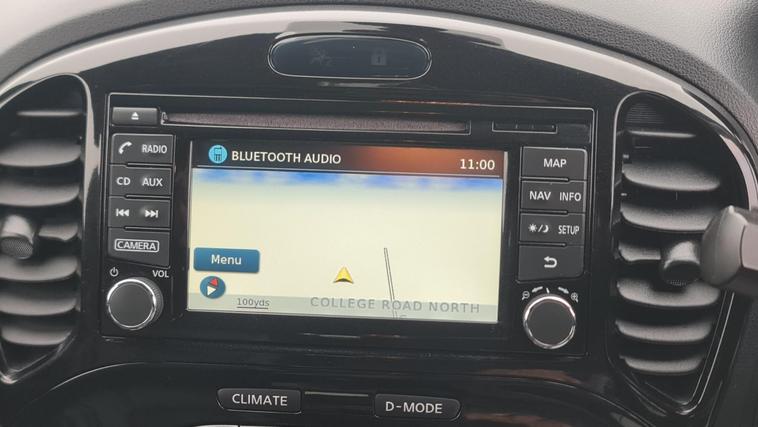 BLUETOOTH AUDIO 11:00
RADIO
CD AUX
CAMERA
VOL
Menu
100yds
COLLEGE ROAD NORTH
MAP
NAV INFO
SETUP
CLIMATE
D-MODE